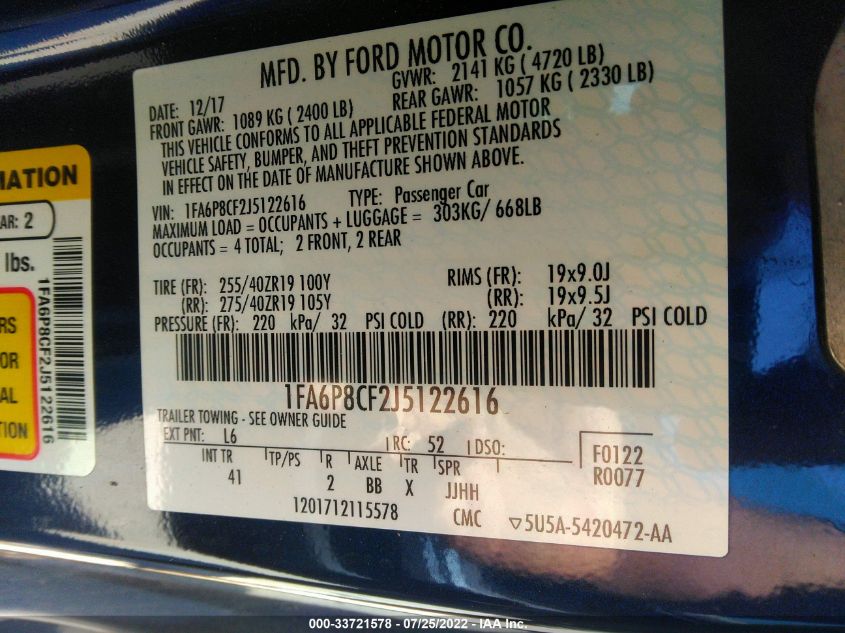 MFD. BY FORD MOTOR CO.
DATE: 12/17 GVWR: 2141 KG ( 4720 LB)
FRONT GAWR: 1089 KG ( 2400 LB) REAR GAWR: 1057 KG ( 2330 LB)
THIS VEHICLE CONFORMS TO ALL APPLICABLE FEDERAL MOTOR
VEHICLE SAFETY, BUMPER, AND THEFT PREVENTION STANDARDS
IN EFFECT ON THE DATE OF MANUFACTURE SHOWN ABOVE.
VIN: 1FA6P8CF2J5122616 TYPE: Passenger Car
MAXIMUM LOAD = OCCUPANTS + LUGGAGE = 303KG/ 668LB
OCCUPANTS = 4 TOTAL; 2 FRONT, 2 REAR
TIRE (FR): 255/40ZR19 100Y RIMS (FR): 19x9.0J
(RR): 275/40ZR19 105Y (RR): 19x9.5J
PRESSURE (FR): 220 kPa/ 32 PSI COLD (RR): 220 kPa/ 32 PSI COLD
1FA6P8CF2J5122616
TRAILER TOWING - SEE OWNER GUIDE
EXT PNT: L6 RC: 52 DSO: F0122
INT TR TP/PS R AXLE TR SPR R0077
41 2 BB X JJHH
1201712115578 CMC ▽5U5A-5420472-AA
MATION
AR: 2
lbs.
1FA6P8CF2J5122616
RS
OR
AL
TION
000-33721578 - 07/25/2022 - IAA Inc.